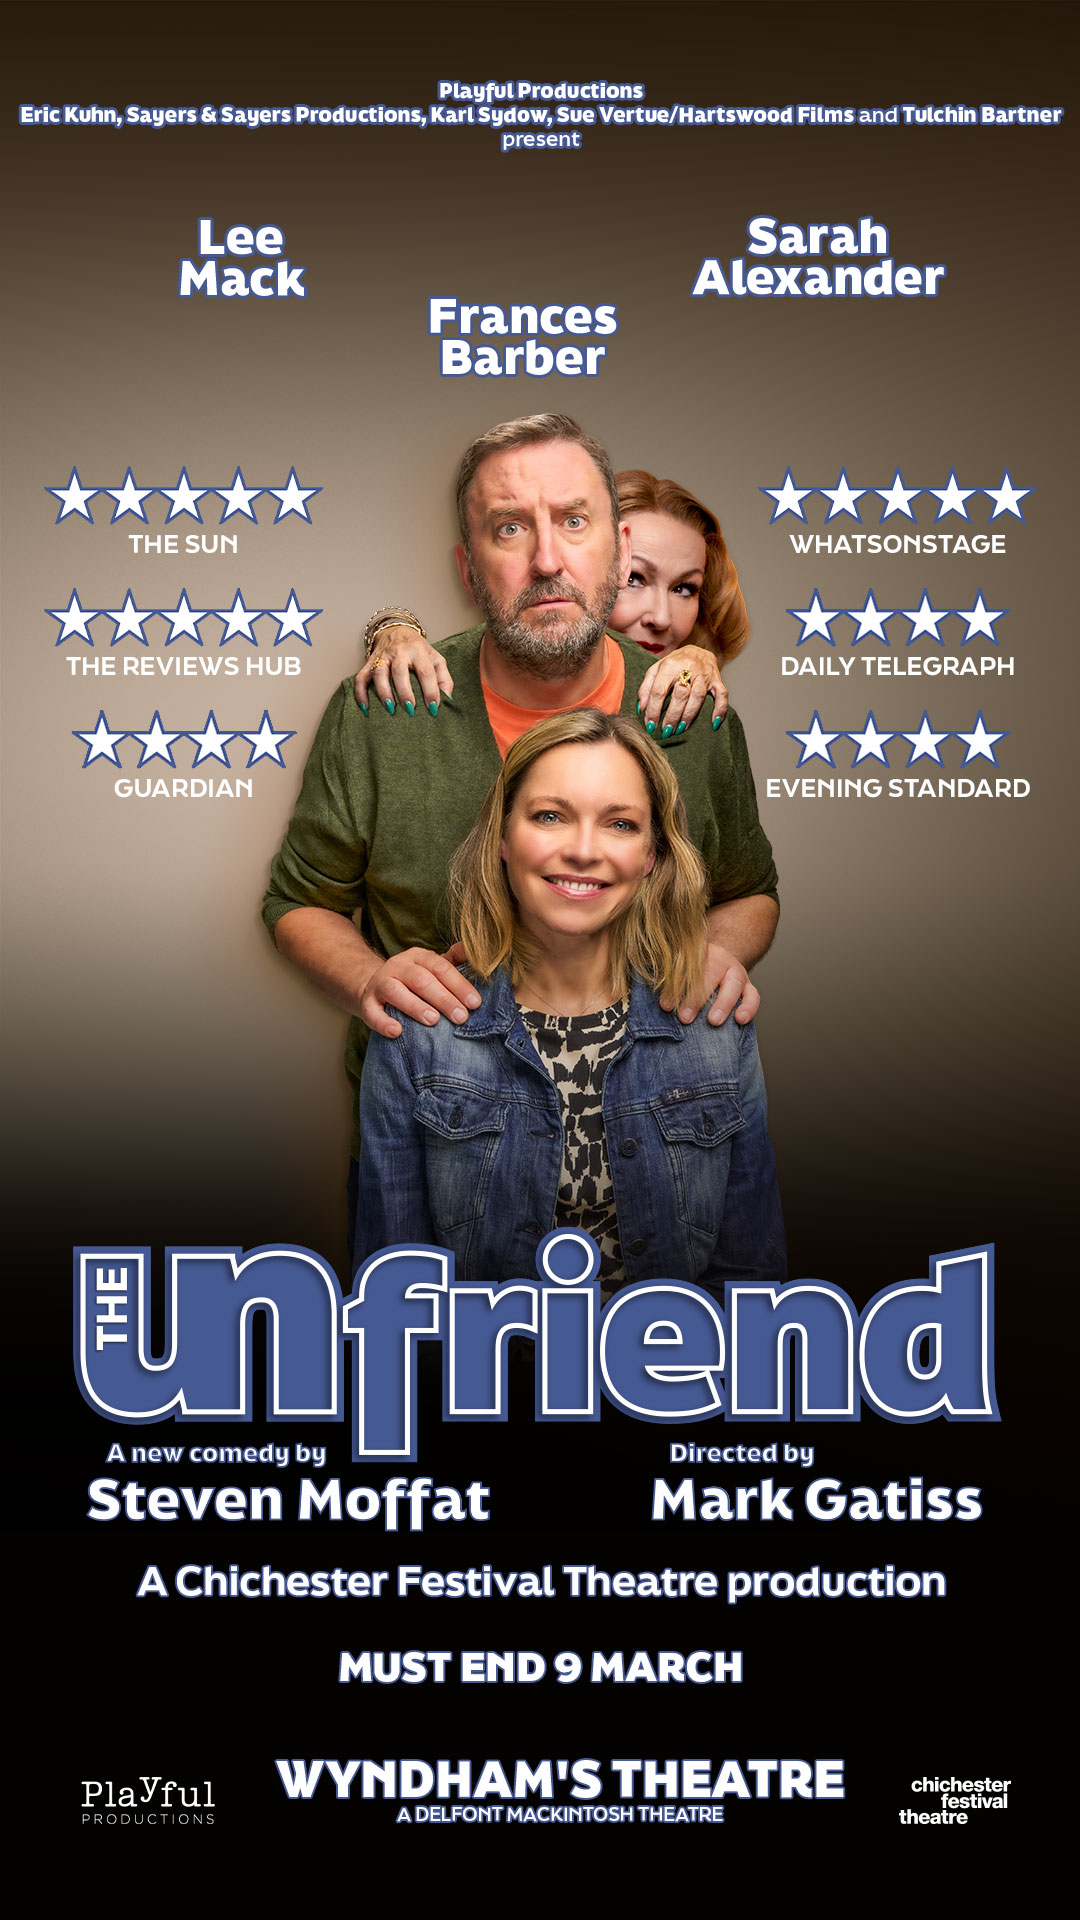 Playful Productions
Eric Kuhn, Sayers & Sayers Productions, Karl Sydow, Sue Vertue/Hartswood Films and Tulchin Bartner
present
Lee
Mack
Sarah
Alexander
Frances
Barber
THE SUN
WHATSONSTAGE
THE REVIEWS HUB
DAILY TELEGRAPH
GUARDIAN
EVENING STANDARD
THE unfriend
A new comedy by
Steven Moffat
Directed by
Mark Gatiss
A Chichester Festival Theatre production
MUST END 9 MARCH
WYNDHAM'S THEATRE
A DELFONT MACKINTOSH THEATRE
Playful
PRODUCTIONS
chichester
festival
theatre